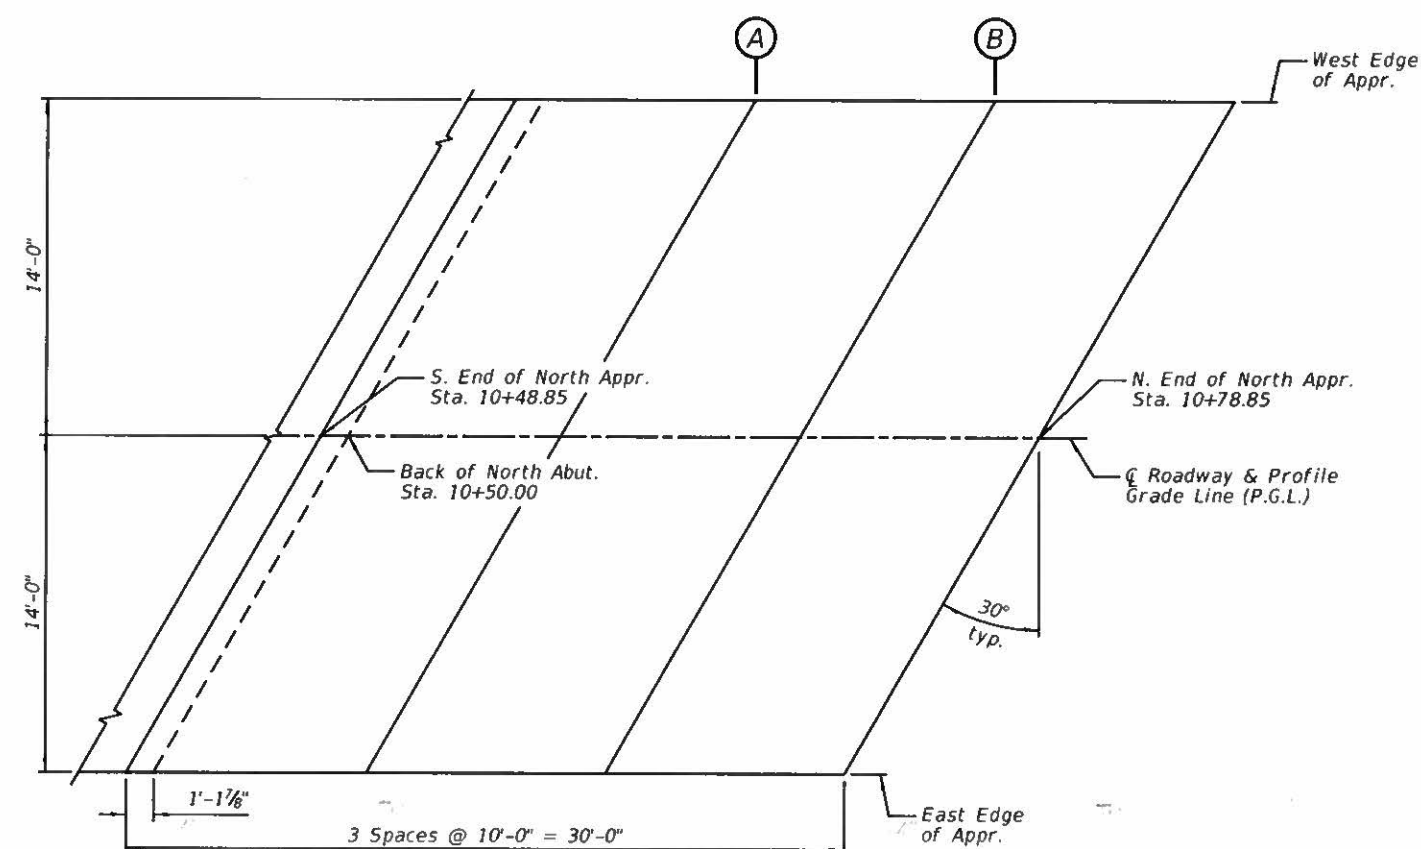 A
B
West Edge
of Appr.
14'-0"
S. End of North Appr.
Sta. 10+48.85
N. End of North Appr.
Sta. 10+78.85
Back of North Abut.
Sta. 10+50.00
℄ Roadway & Profile
Grade Line (P.G.L.)
14'-0"
30°
typ.
1'-1⅞"
3 Spaces @ 10'-0" = 30'-0"
East Edge
of Appr.